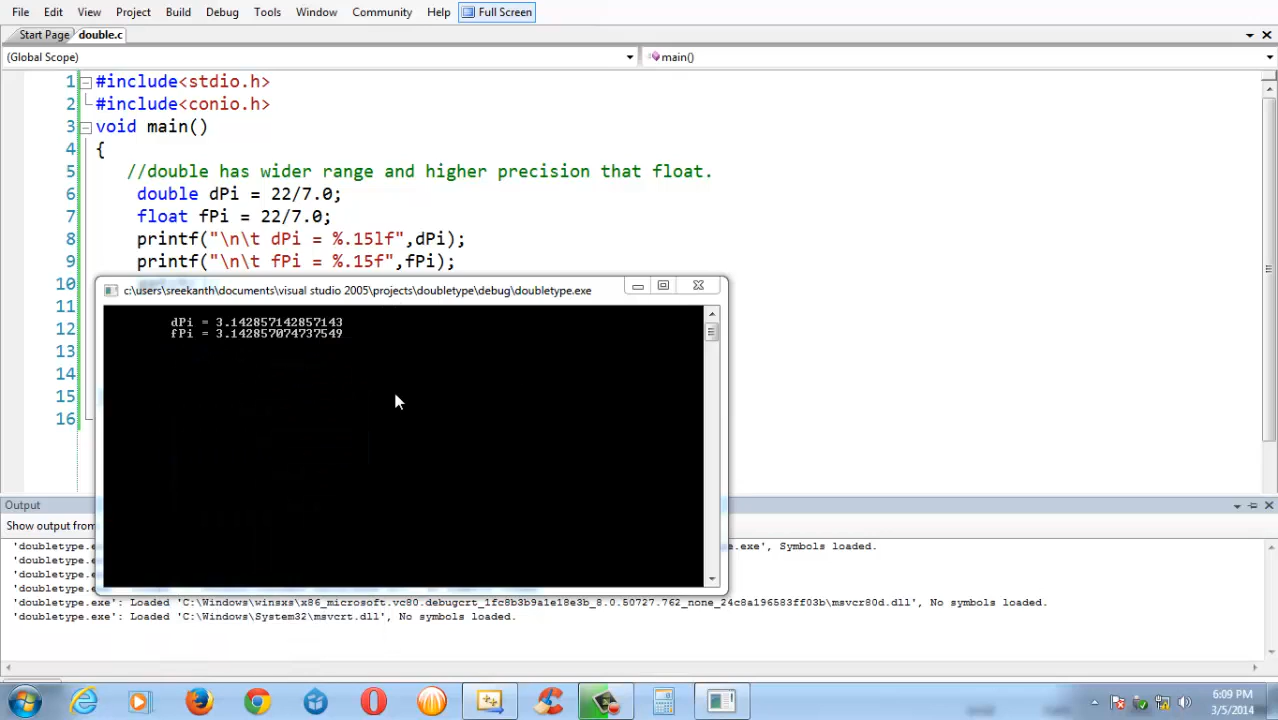 File Edit View Project Build Debug Tools Window Community Help Full Screen
Start Page double.c
(Global Scope) main()
1 #include<stdio.h>
2 #include<conio.h>
3 void main()
4 {
5 //double has wider range and higher precision that float.
6 double dPi = 22/7.0;
7 float fPi = 22/7.0;
8 printf("\n\t dPi = %.15lf",dPi);
9 printf("\n\t fPi = %.15f",fPi);
10
11
12
13
14
15
16
c:\users\sreekanth\documents\visual studio 2005\projects\doubletype\debug\doubletype.exe
dPi = 3.142857142857143
fPi = 3.142857074737549
Output
Show output from
'doubletype.e e.exe', Symbols loaded.
'doubletype.e
'doubletype.e
'doubletype.e
'doubletype.exe': Loaded 'C:\Windows\winsxs\x86_microsoft.vc80.debugcrt_1fc8b3b9a1e18e3b_8.0.50727.762_none_24c8a196583ff03b\msvcr80d.dll', No symbols loaded.
'doubletype.exe': Loaded 'C:\Windows\System32\msvcrt.dll', No symbols loaded.
6:09 PM
3/5/2014